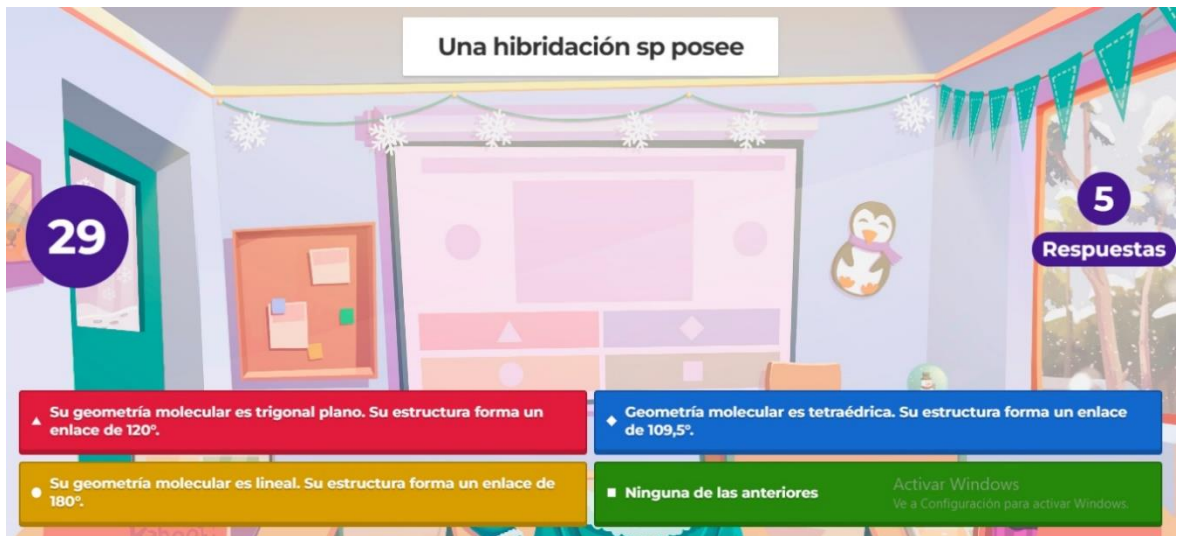 Una hibridación sp posee
29
5
Respuestas
Su geometría molecular es trigonal plano. Su estructura forma un
enlace de 120°.
Geometría molecular es tetraédrica. Su estructura forma un enlace
de 109,5°.
Su geometría molecular es lineal. Su estructura forma un enlace de
180°.
Ninguna de las anteriores
Activar Windows
Ve a Configuración para activar Windows.